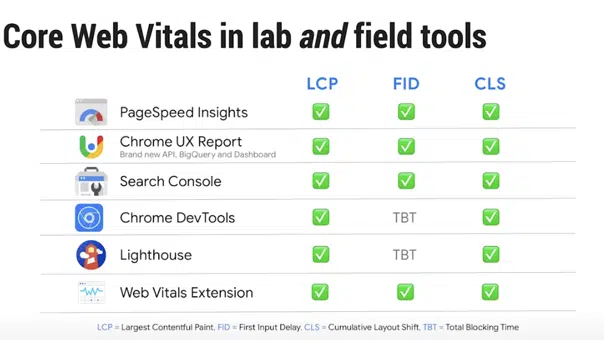 Core Web Vitals in lab and field tools
LCP FID CLS
PageSpeed Insights
Chrome UX Report
Brand new API, BigQuery and Dashboard
Search Console
Chrome DevTools TBT
Lighthouse TBT
Web Vitals Extension
LCP = Largest Contentful Paint, FID = First Input Delay, CLS = Cumulative Layout Shift, TBT = Total Blocking Time